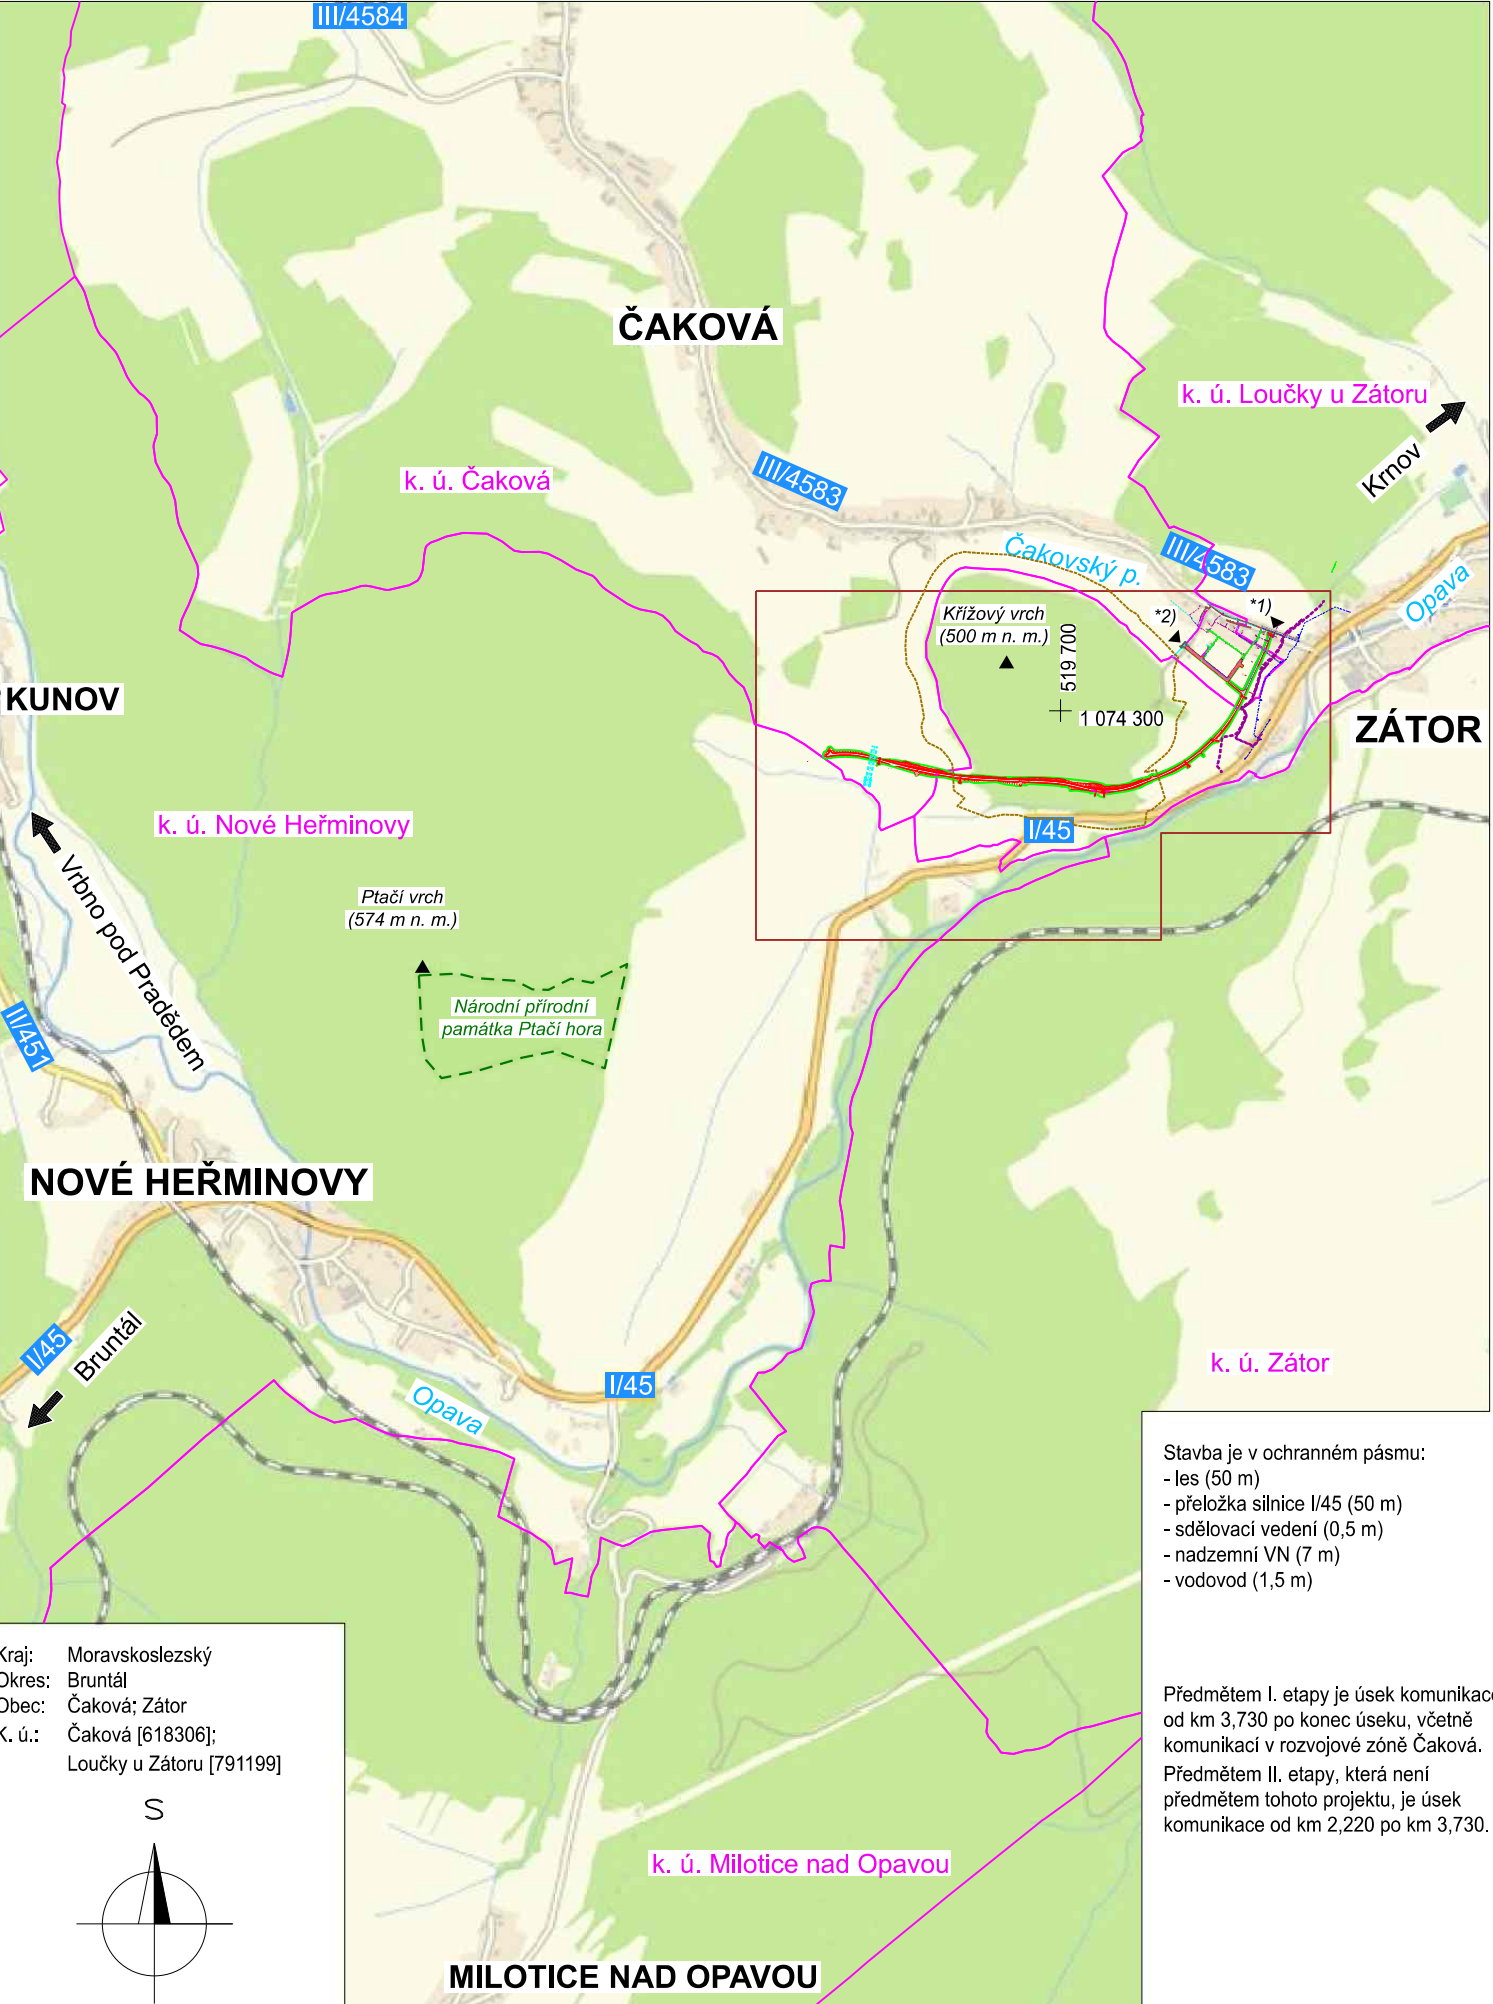 III/4584
ČAKOVÁ
k. ú. Loučky u Zátoru
Krnov
k. ú. Čaková
III/4583
Čakovský p.
III/4583
Opava
Křížový vrch
(500 m n. m.)
*2)
*1)
519 700
1 074 300
KUNOV
ZÁTOR
k. ú. Nové Heřminovy
I/45
Vrbno pod Pradědem
Ptačí vrch
(574 m n. m.)
Národní přírodní
památka Ptačí hora
II/451
NOVÉ HEŘMINOVY
I/45
Bruntál
I/45
Opava
k. ú. Zátor
Stavba je v ochranném pásmu:
- les (50 m)
- přeložka silnice I/45 (50 m)
- sdělovací vedení (0,5 m)
- nadzemní VN (7 m)
- vodovod (1,5 m)
Kraj: Moravskoslezský
Okres: Bruntál
Obec: Čaková; Zátor
K. ú.: Čaková [618306];
Loučky u Zátoru [791199]
S
Předmětem I. etapy je úsek komunikace
od km 3,730 po konec úseku, včetně
komunikací v rozvojové zóně Čaková.
Předmětem II. etapy, která není
předmětem tohoto projektu, je úsek
komunikace od km 2,220 po km 3,730.
k. ú. Milotice nad Opavou
MILOTICE NAD OPAVOU